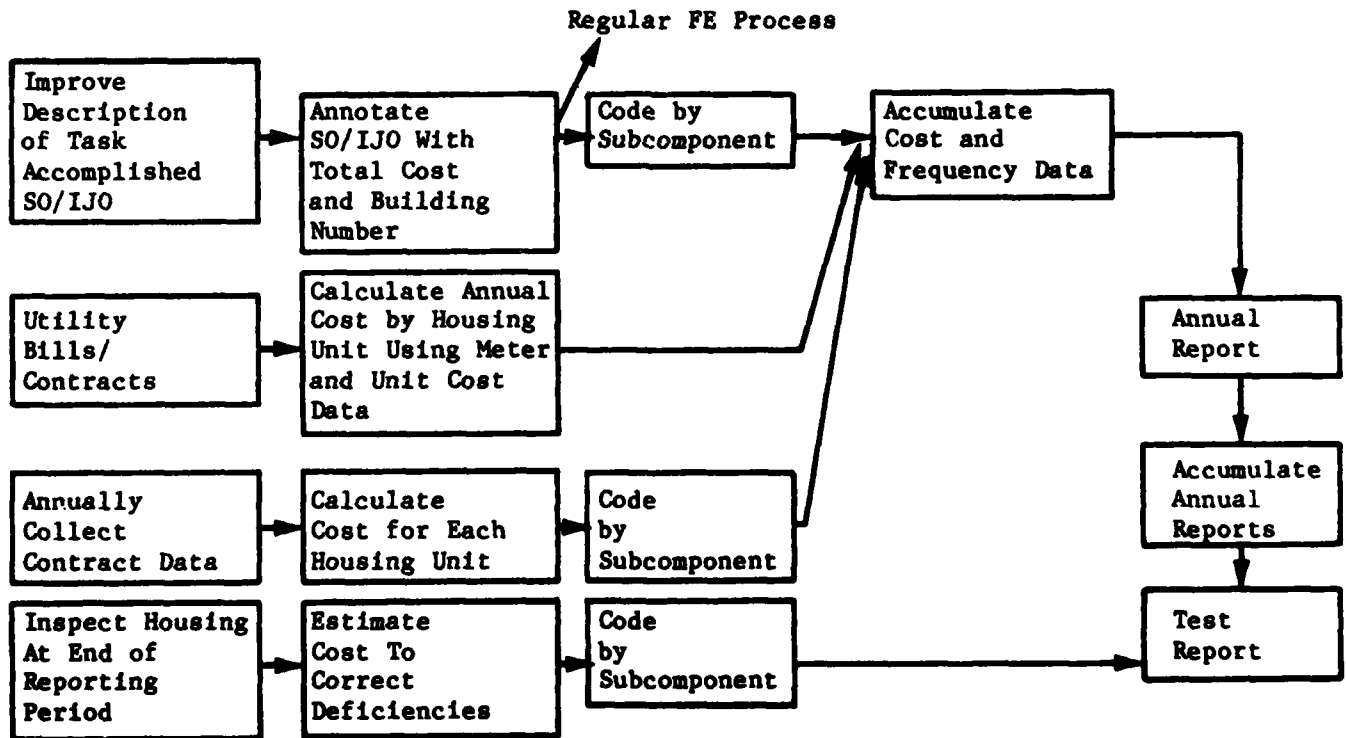 Regular FE Process
Improve
Description
of Task
Accomplished
SO/IJO
Annotate
SO/IJO With
Total Cost
and Building
Number
Code by
Subcomponent
Accumulate
Cost and
Frequency Data
Utility
Bills/
Contracts
Calculate Annual
Cost by Housing
Unit Using Meter
and Unit Cost
Data
Annual
Report
Annually
Collect
Contract Data
Calculate
Cost for Each
Housing Unit
Code
by
Subcomponent
Accumulate
Annual
Reports
Inspect Housing
At End of
Reporting
Period
Estimate
Cost To
Correct
Deficiencies
Code
by
Subcomponent
Test
Report